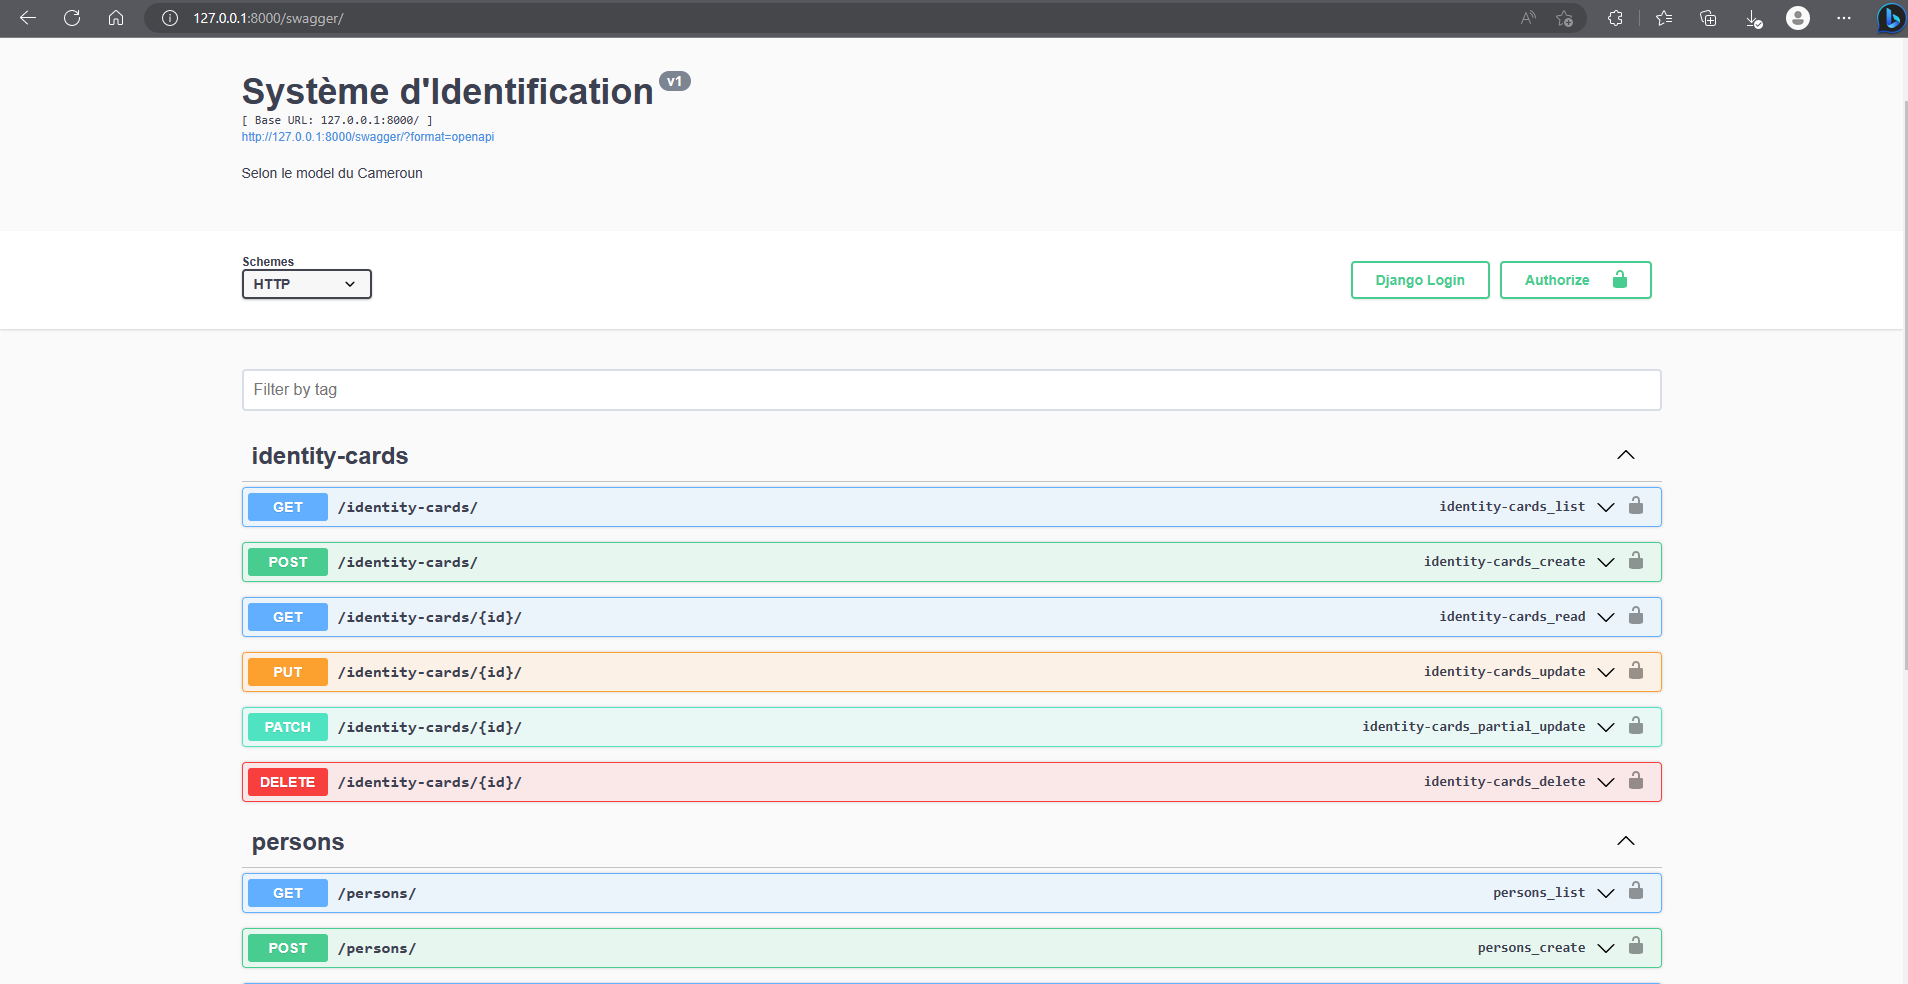 127.0.0.1:8000/swagger/
Système d'Identification v1
[ Base URL: 127.0.0.1:8000/ ]
http://127.0.0.1:8000/swagger/?format=openapi
Selon le model du Cameroun
Schemes
HTTP
Django Login
Authorize
Filter by tag
identity-cards
GET /identity-cards/ identity-cards_list
POST /identity-cards/ identity-cards_create
GET /identity-cards/{id}/ identity-cards_read
PUT /identity-cards/{id}/ identity-cards_update
PATCH /identity-cards/{id}/ identity-cards_partial_update
DELETE /identity-cards/{id}/ identity-cards_delete
persons
GET /persons/ persons_list
POST /persons/ persons_create